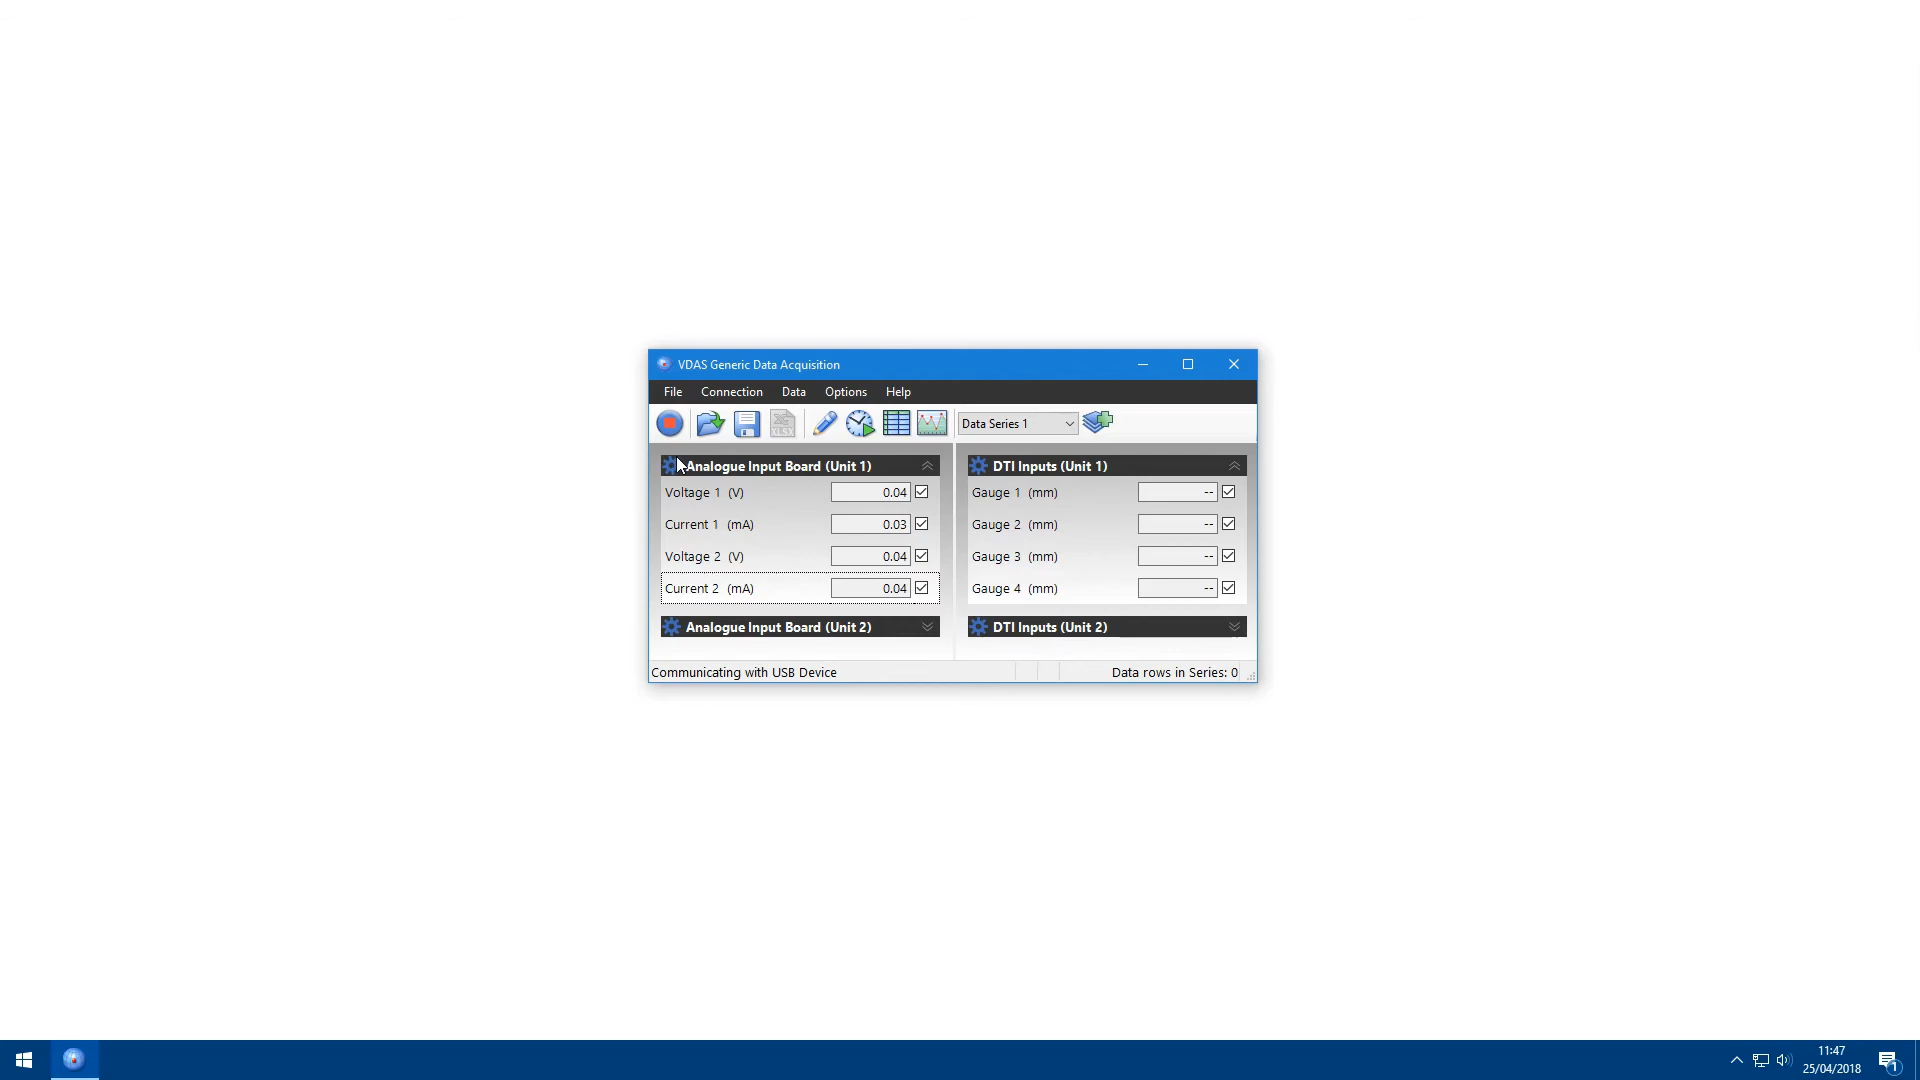 VDAS Generic Data Acquisition
File Connection Data Options Help
XLSX Data Series 1
Analogue Input Board (Unit 1)
Voltage 1 (V) 0.04
Current 1 (mA) 0.03
Voltage 2 (V) 0.04
Current 2 (mA) 0.04
Analogue Input Board (Unit 2)
DTI Inputs (Unit 1)
Gauge 1 (mm) --
Gauge 2 (mm) --
Gauge 3 (mm) --
Gauge 4 (mm) --
DTI Inputs (Unit 2)
Communicating with USB Device Data rows in Series: 0
11:47
25/04/2018
1